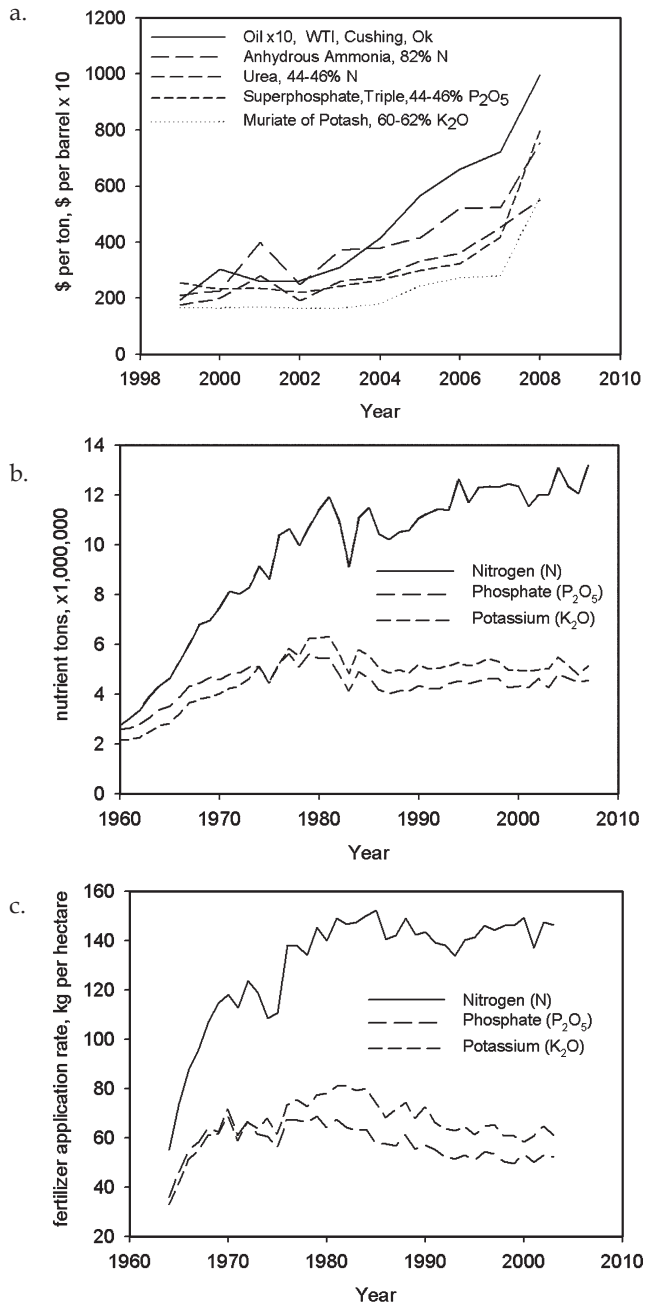 a.
1200
1000
800
600
400
200
0
$ per ton, $ per barrel x 10
Oil x10, WTI, Cushing, Ok
Anhydrous Ammonia, 82% N
Urea, 44-46% N
Superphosphate,Triple,44-46% P₂O₅
Muriate of Potash, 60-62% K₂O
1998 2000 2002 2004 2006 2008 2010
Year
b.
14
12
10
8
6
4
2
0
nutrient tons, x1,000,000
Nitrogen (N)
Phosphate (P₂O₅)
Potassium (K₂O)
1960 1970 1980 1990 2000 2010
Year
c.
160
140
120
100
80
60
40
20
fertilizer application rate, kg per hectare
Nitrogen (N)
Phosphate (P₂O₅)
Potassium (K₂O)
1960 1970 1980 1990 2000 2010
Year